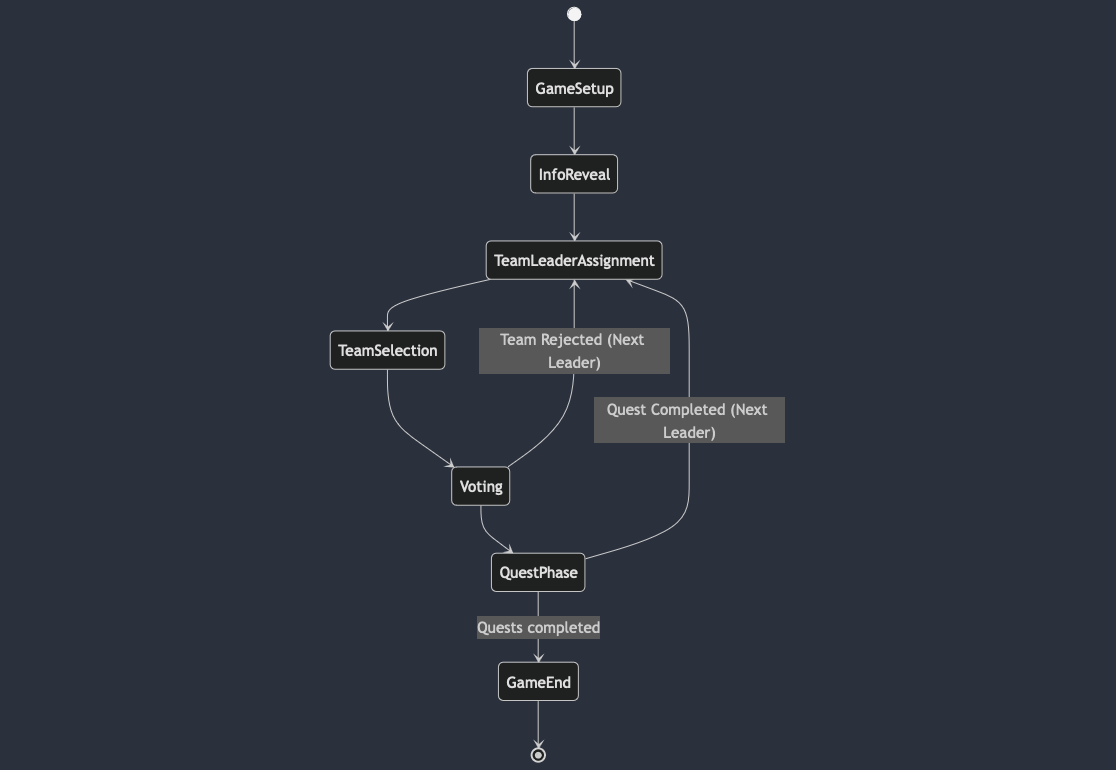 GameSetup
InfoReveal
TeamLeaderAssignment
TeamSelection
Team Rejected (Next
Leader)
Quest Completed (Next
Leader)
Voting
QuestPhase
Quests completed
GameEnd